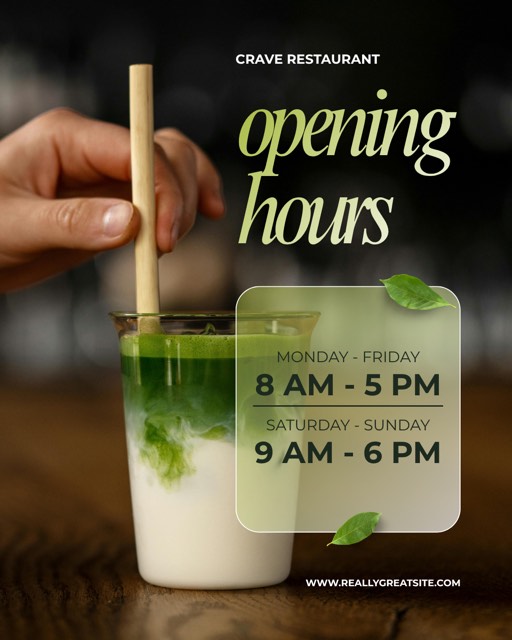 CRAVE RESTAURANT
opening
hours
MONDAY - FRIDAY
8 AM - 5 PM
SATURDAY - SUNDAY
9 AM - 6 PM
WWW.REALLYGREATSITE.COM